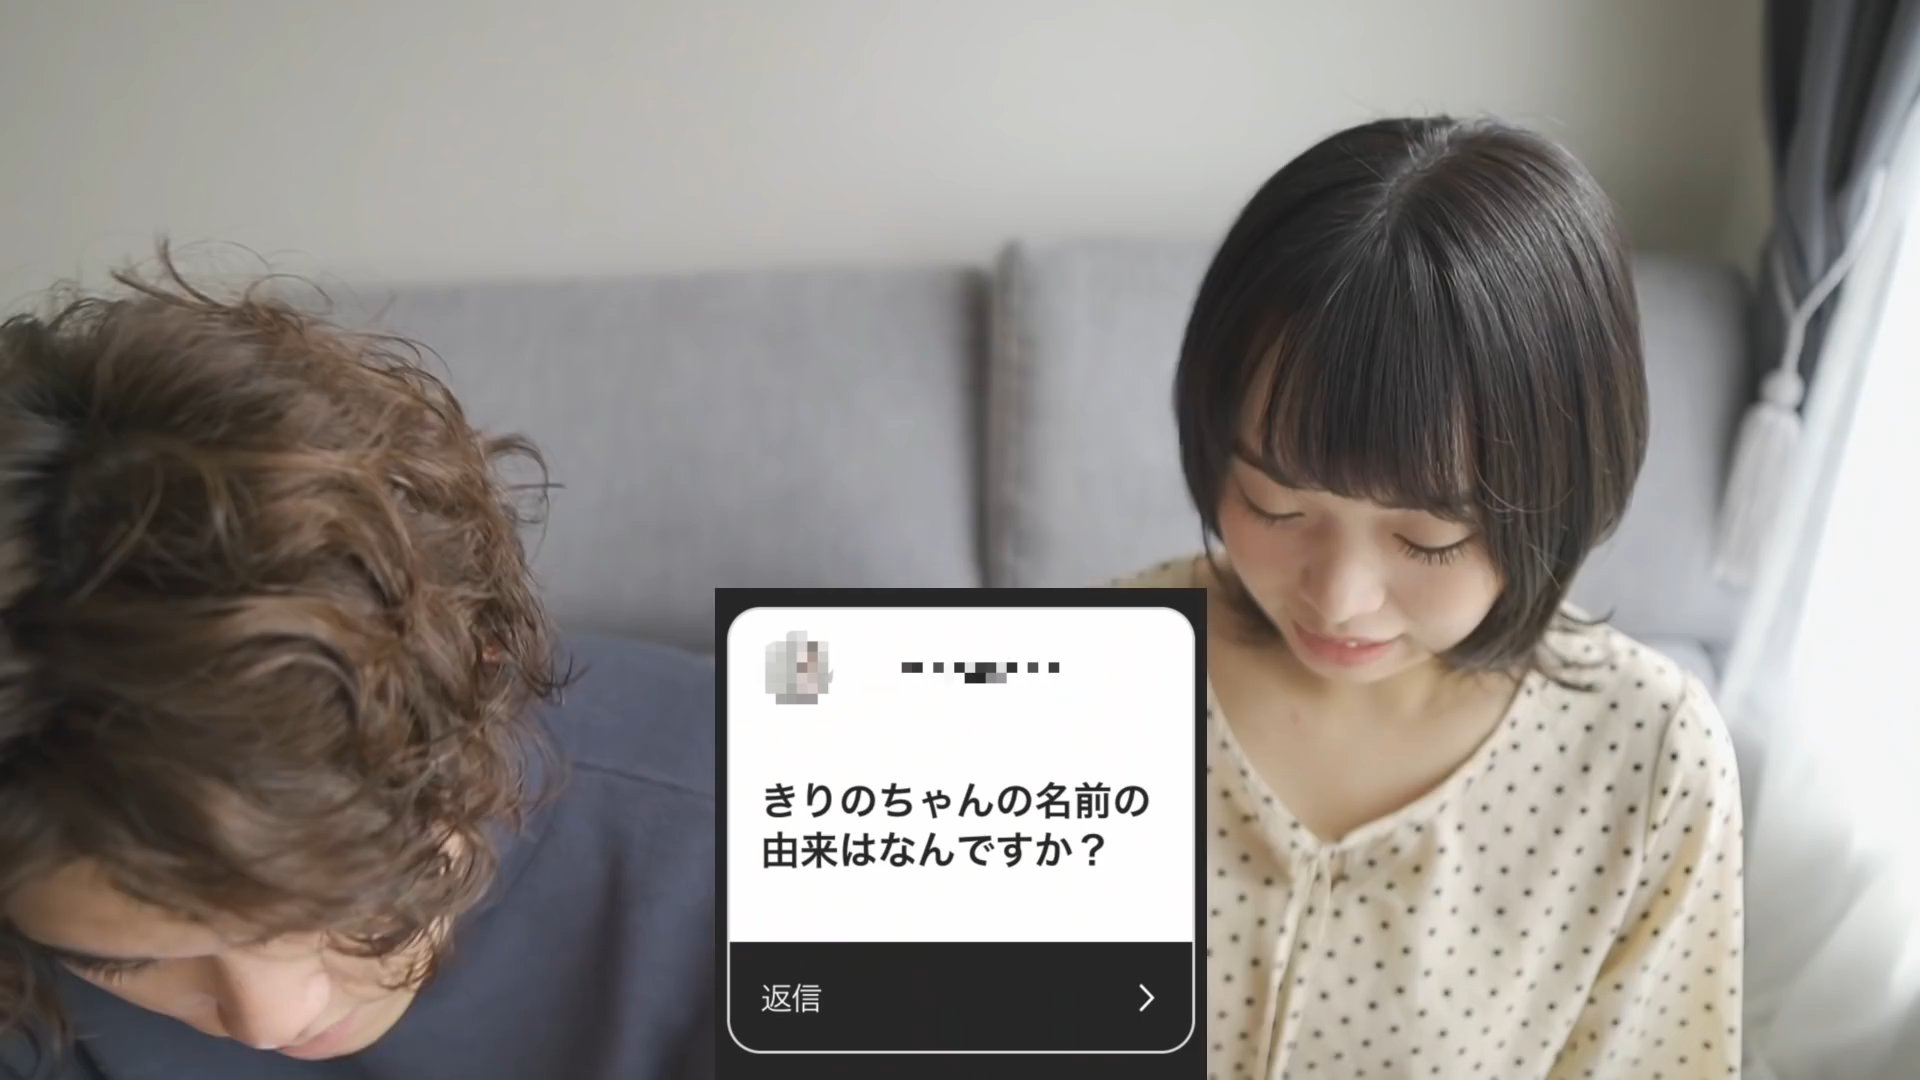 きりのちゃんの名前の
由来はなんですか？
返信